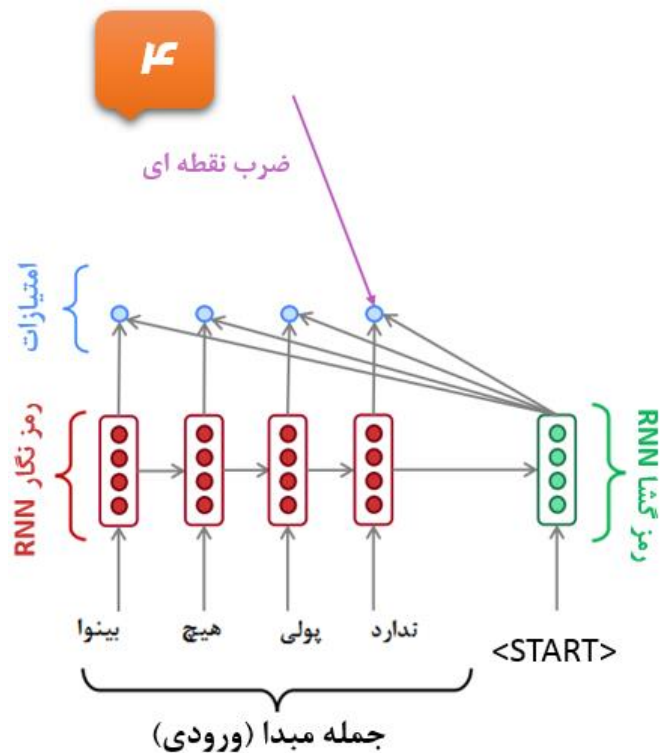 ۴
ضرب نقطه ای
امتیازات
رمز نگار RNN
رمز گشا RNN
بینوا
هیچ
پولی
ندارد
<START>
جمله مبدا (ورودی)